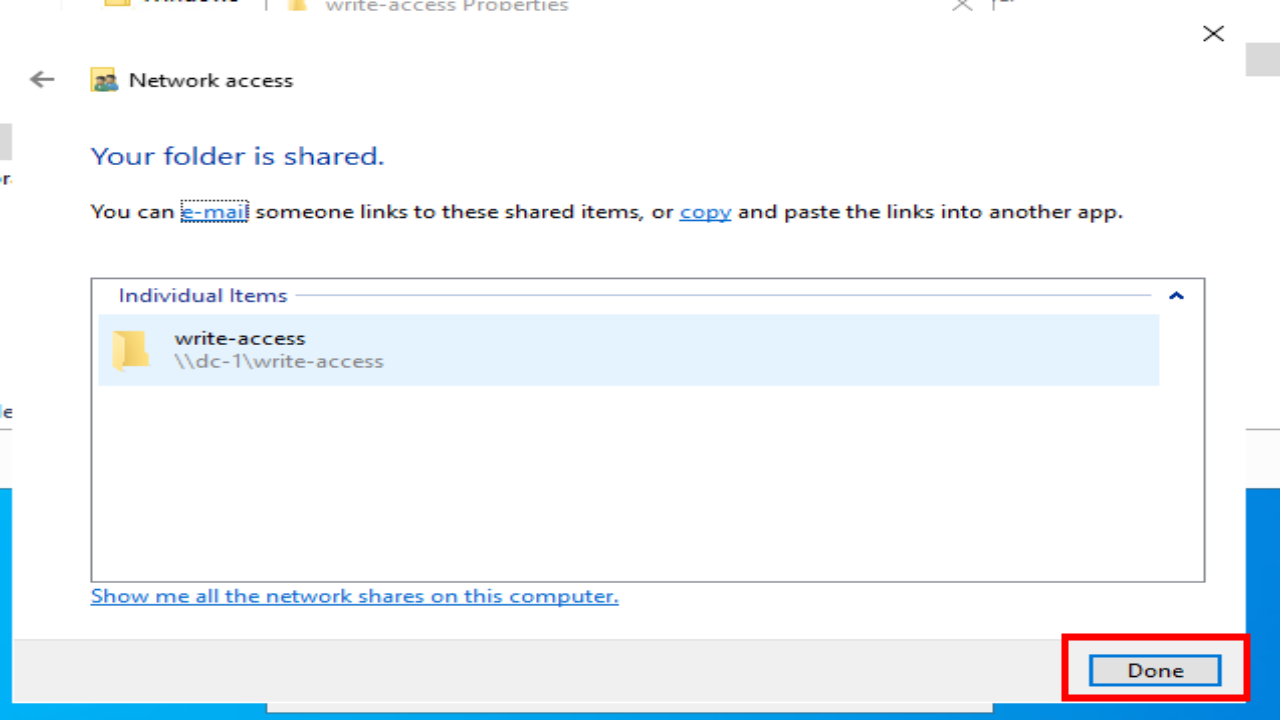 write-access Properties
Network access
Your folder is shared.
You can e-mail someone links to these shared items, or copy and paste the links into another app.
Individual Items
write-access
\\dc-1\write-access
Show me all the network shares on this computer.
Done